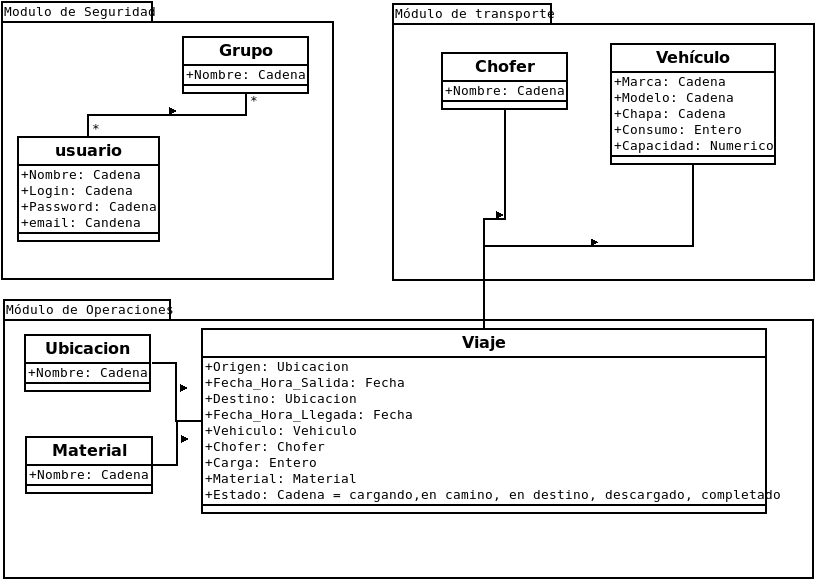 Modulo de Seguridad
Grupo
+Nombre: Cadena
*
*
usuario
+Nombre: Cadena
+Login: Cadena
+Password: Cadena
+email: Candena
Módulo de transporte
Chofer
+Nombre: Cadena
Vehículo
+Marca: Cadena
+Modelo: Cadena
+Chapa: Cadena
+Consumo: Entero
+Capacidad: Numerico
Módulo de Operaciones
Ubicacion
+Nombre: Cadena
Material
+Nombre: Cadena
Viaje
+Origen: Ubicacion
+Fecha_Hora_Salida: Fecha
+Destino: Ubicacion
+Fecha_Hora_Llegada: Fecha
+Vehiculo: Vehiculo
+Chofer: Chofer
+Carga: Entero
+Material: Material
+Estado: Cadena = cargando,en camino, en destino, descargado, completado